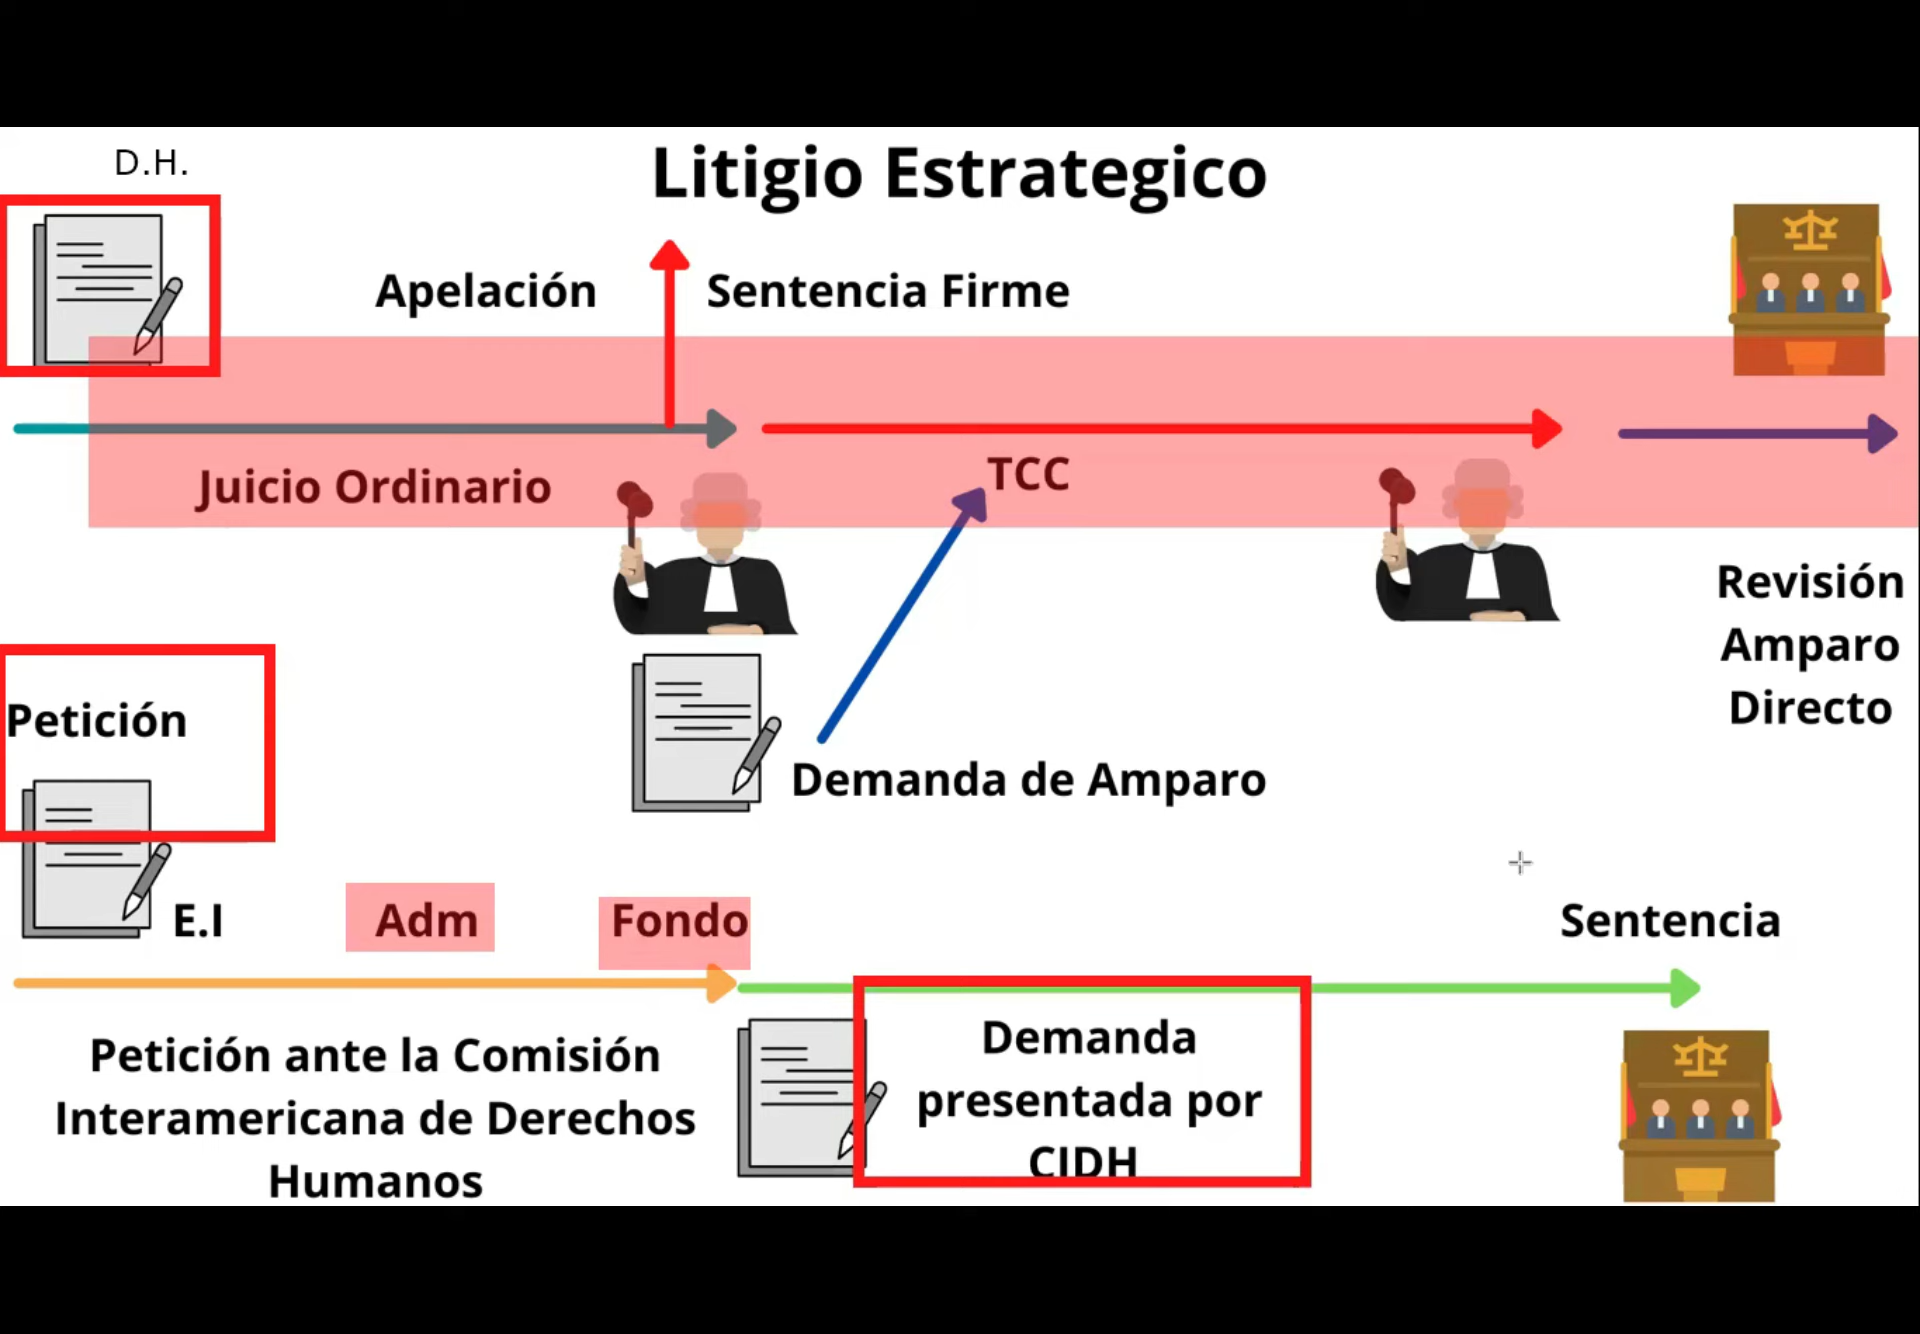 D.H.
Litigio Estrategico
Apelación
Sentencia Firme
Juicio Ordinario
TCC
Revisión
Amparo
Directo
Petición
Demanda de Amparo
E.I
Adm
Fondo
Sentencia
Petición ante la Comisión
Interamericana de Derechos
Humanos
Demanda
presentada por
CIDH